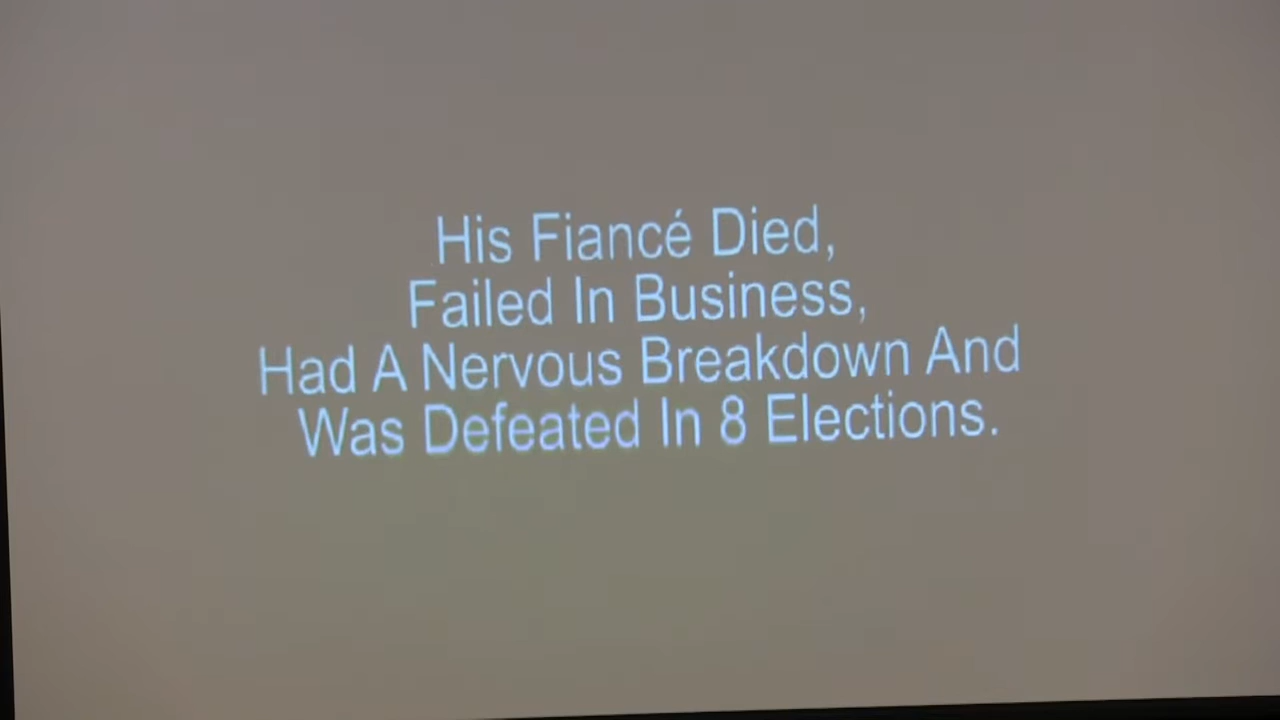 His Fiancé Died,
Failed In Business,
Had A Nervous Breakdown And
Was Defeated In 8 Elections.